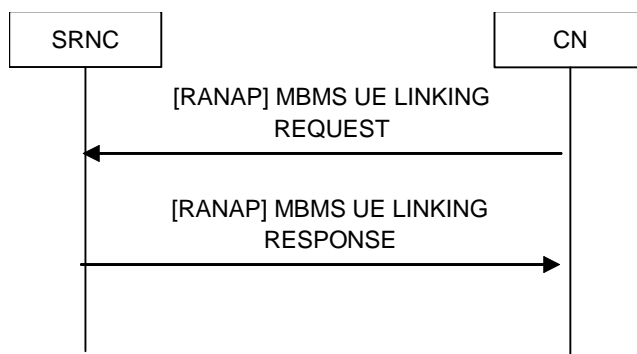 SRNC
CN
[RANAP] MBMS UE LINKING
REQUEST
[RANAP] MBMS UE LINKING
RESPONSE